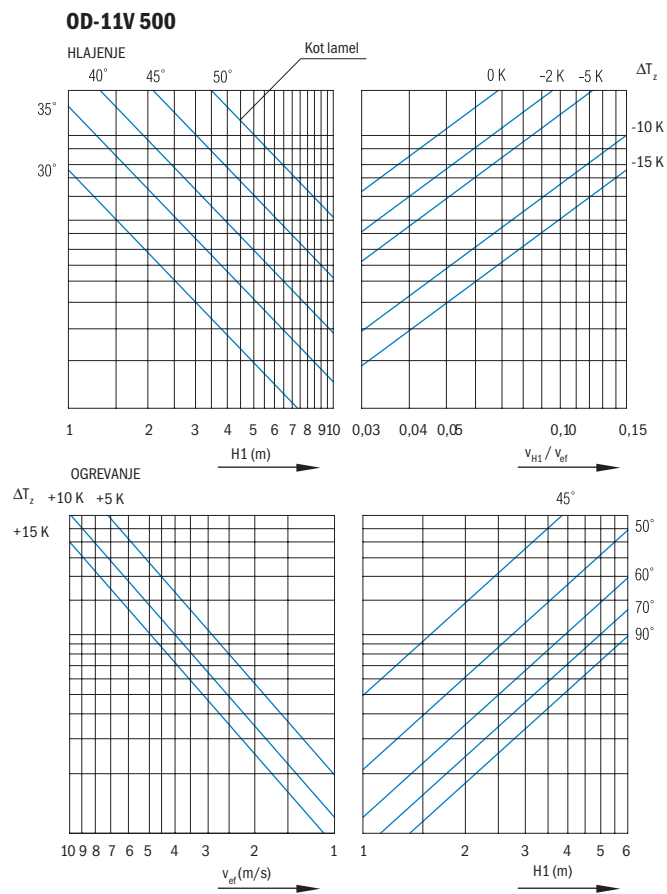 OD-11V 500
HLAJENJE
Kot lamel
40° 45° 50°
0 K -2 K -5 K ΔTz
35°
30°
-10 K
-15 K
1 2 3 4 5 6 7 8 910
0,03 0,04 0,05 0,10 0,15
H1 (m)
vH1 / vef
OGREVANJE
ΔTz +10 K +5 K
+15 K
45°
50°
60°
70°
90°
10 9 8 7 6 5 4 3 2 1
1 2 3 4 5 6
vef (m/s)
H1 (m)